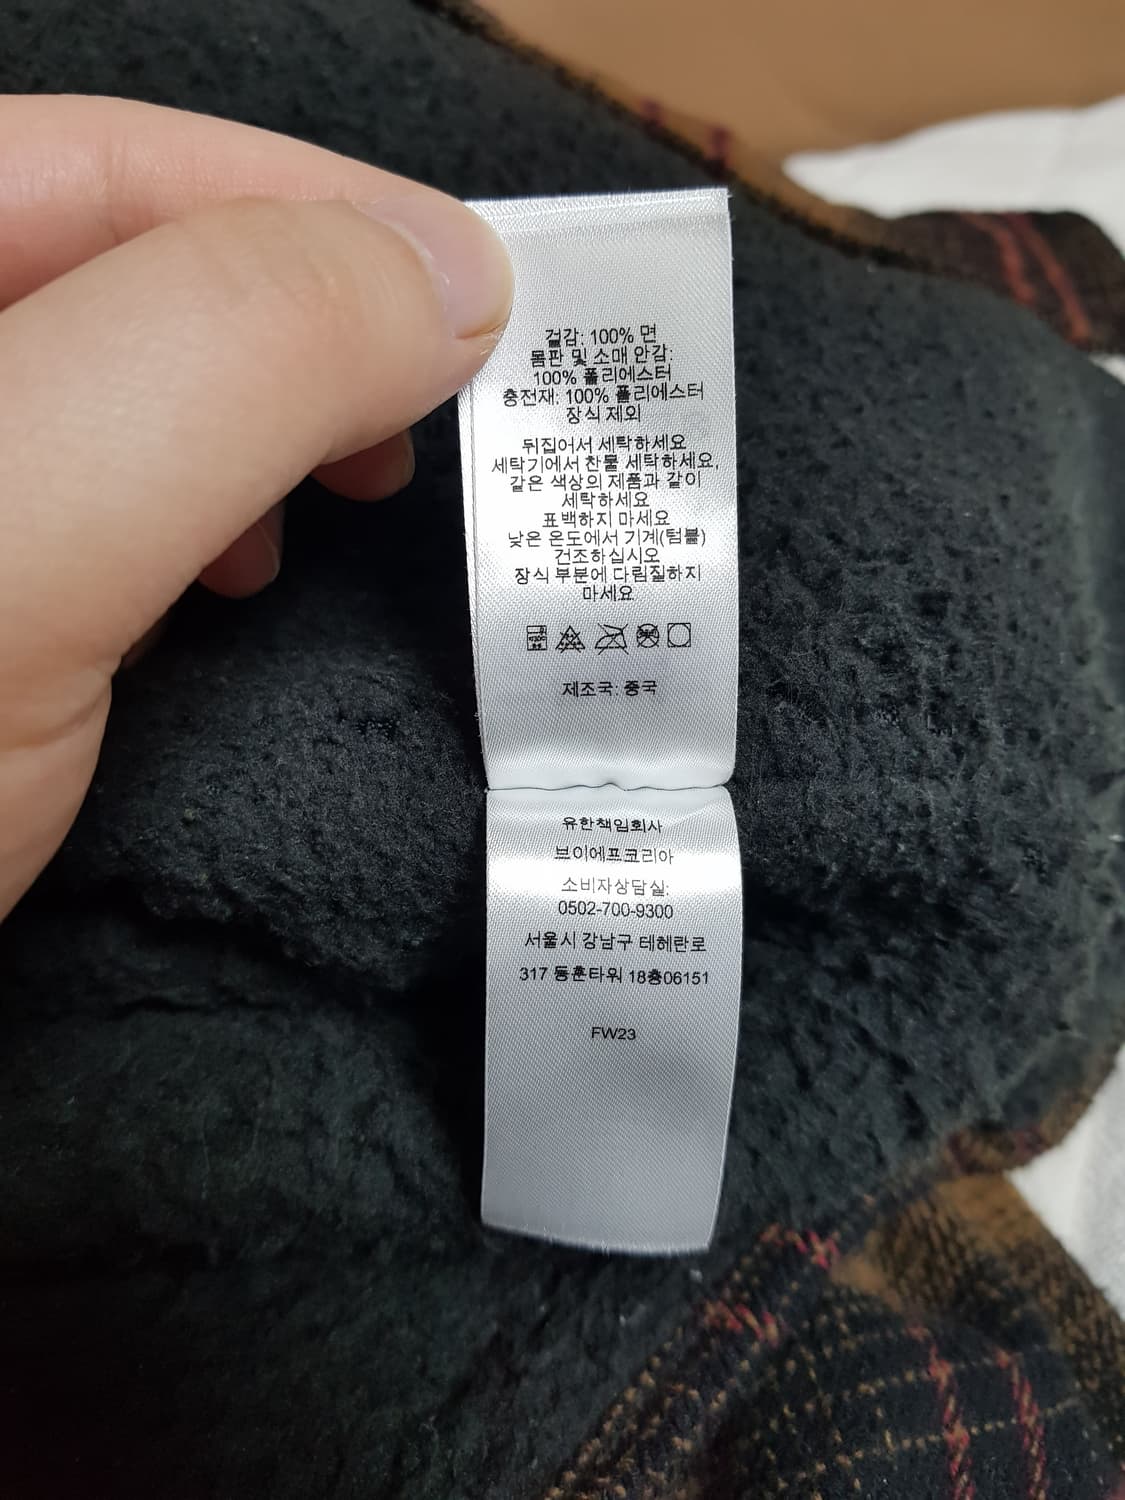 겉감: 100% 면
몸판 및 소매 안감:
100% 폴리에스터
충전재: 100% 폴리에스터
장식 제외
뒤집어서 세탁하세요
세탁기에서 찬물 세탁하세요,
같은 색상의 제품과 같이
세탁하세요
표백하지 마세요
낮은 온도에서 기계(텀블)
건조하십시오
장식 부분에 다림질하지
마세요
제조국: 중국
유한책임회사
브이에프코리아
소비자상담실:
0502-700-9300
서울시 강남구 테헤란로
317 동훈타워 18층06151
FW23